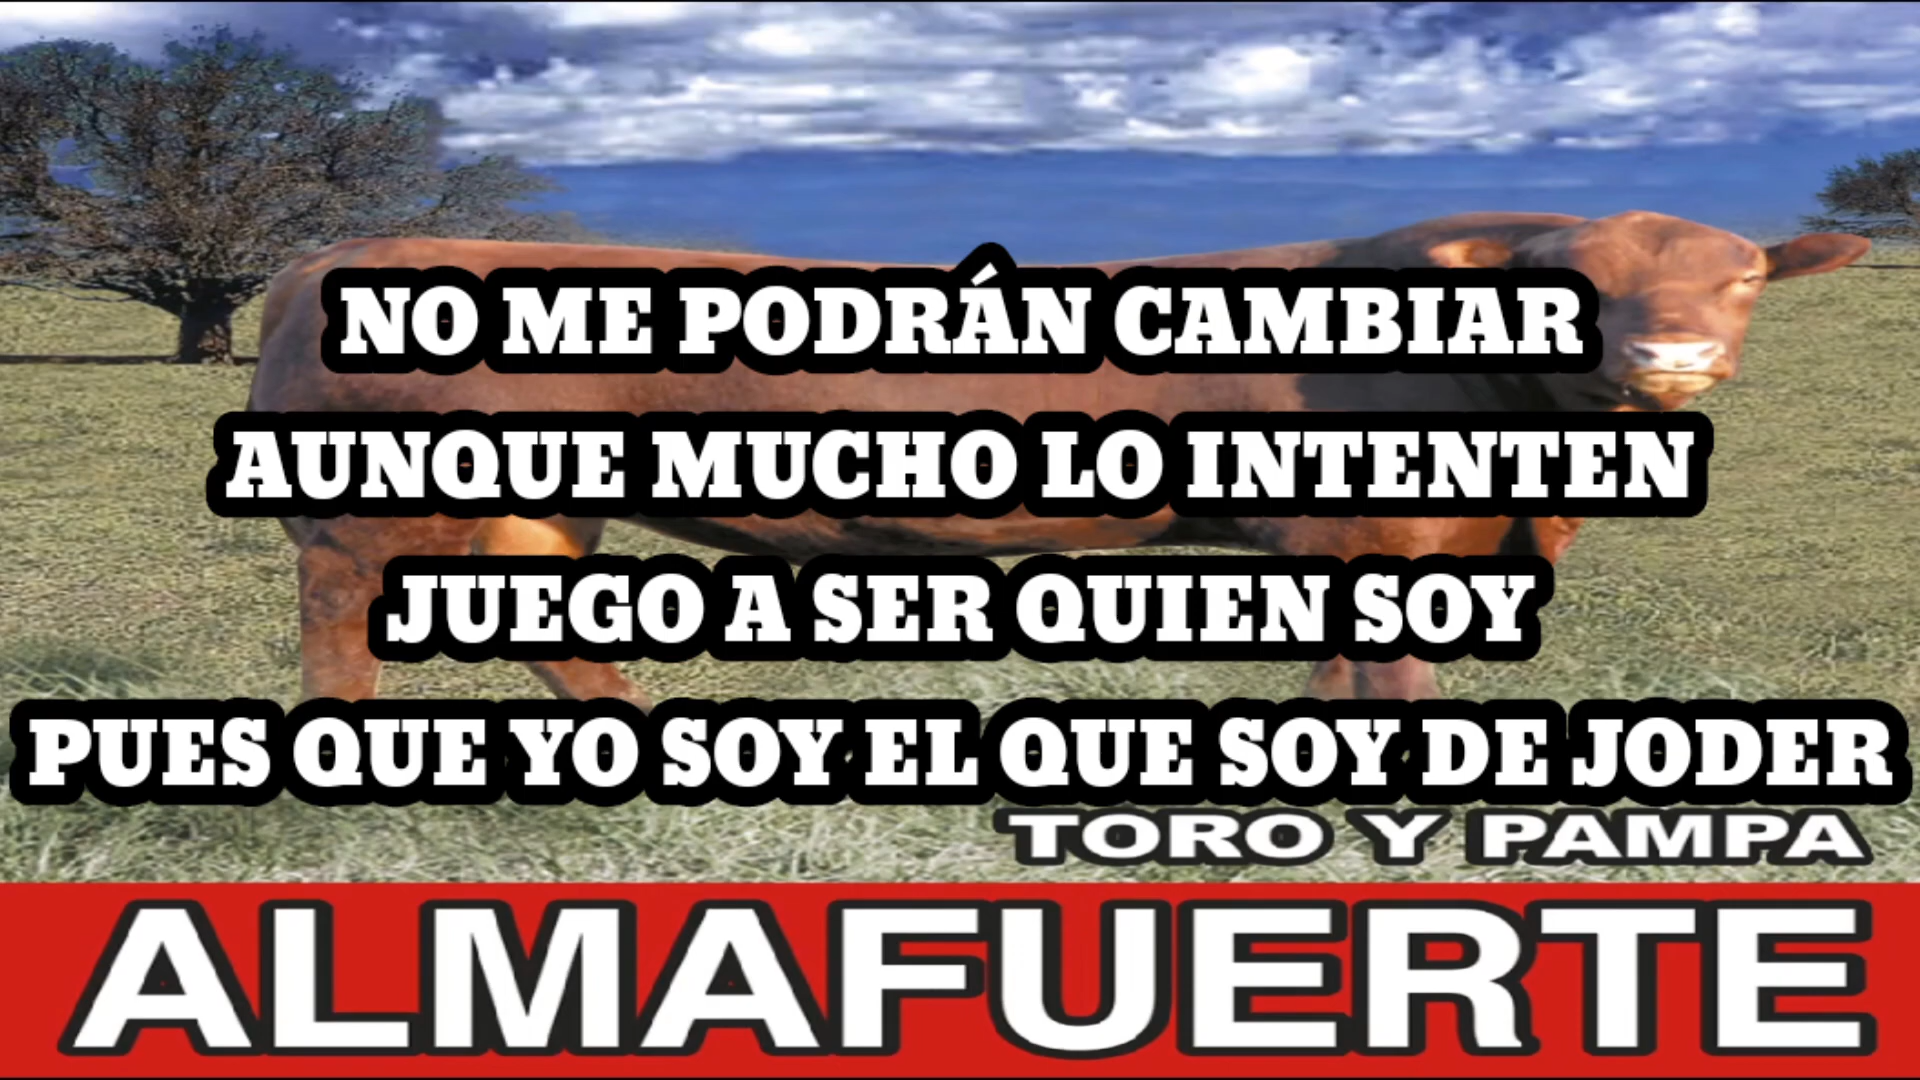 NO ME PODRÁN CAMBIAR
AUNQUE MUCHO LO INTENTEN
JUEGO A SER QUIEN SOY
PUES QUE YO SOY EL QUE SOY DE JODER
TORO Y PAMPA
ALMAFUERTE